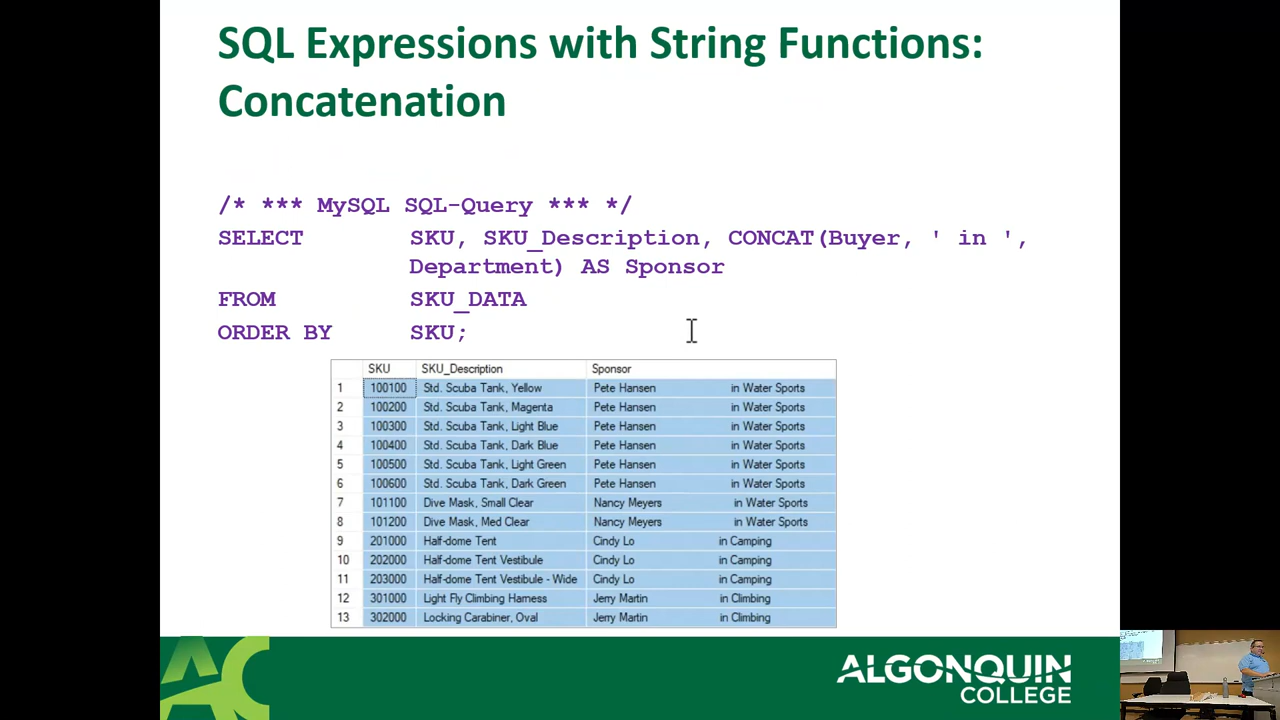 SQL Expressions with String Functions:
Concatenation
/* *** MySQL SQL-Query *** */
SELECT SKU, SKU_Description, CONCAT(Buyer, ' in ',
Department) AS Sponsor
FROM SKU_DATA
ORDER BY SKU;
SKU SKU_Description Sponsor
1 100100 Std. Scuba Tank, Yellow Pete Hansen in Water Sports
2 100200 Std. Scuba Tank, Magenta Pete Hansen in Water Sports
3 100300 Std. Scuba Tank, Light Blue Pete Hansen in Water Sports
4 100400 Std. Scuba Tank, Dark Blue Pete Hansen in Water Sports
5 100500 Std. Scuba Tank, Light Green Pete Hansen in Water Sports
6 100600 Std. Scuba Tank, Dark Green Pete Hansen in Water Sports
7 101100 Dive Mask, Small Clear Nancy Meyers in Water Sports
8 101200 Dive Mask, Med Clear Nancy Meyers in Water Sports
9 201000 Half-dome Tent Cindy Lo in Camping
10 202000 Half-dome Tent Vestibule Cindy Lo in Camping
11 203000 Half-dome Tent Vestibule - Wide Cindy Lo in Camping
12 301000 Light Fly Climbing Harness Jerry Martin in Climbing
13 302000 Locking Carabiner, Oval Jerry Martin in Climbing
AC
ALGONQUIN
COLLEGE